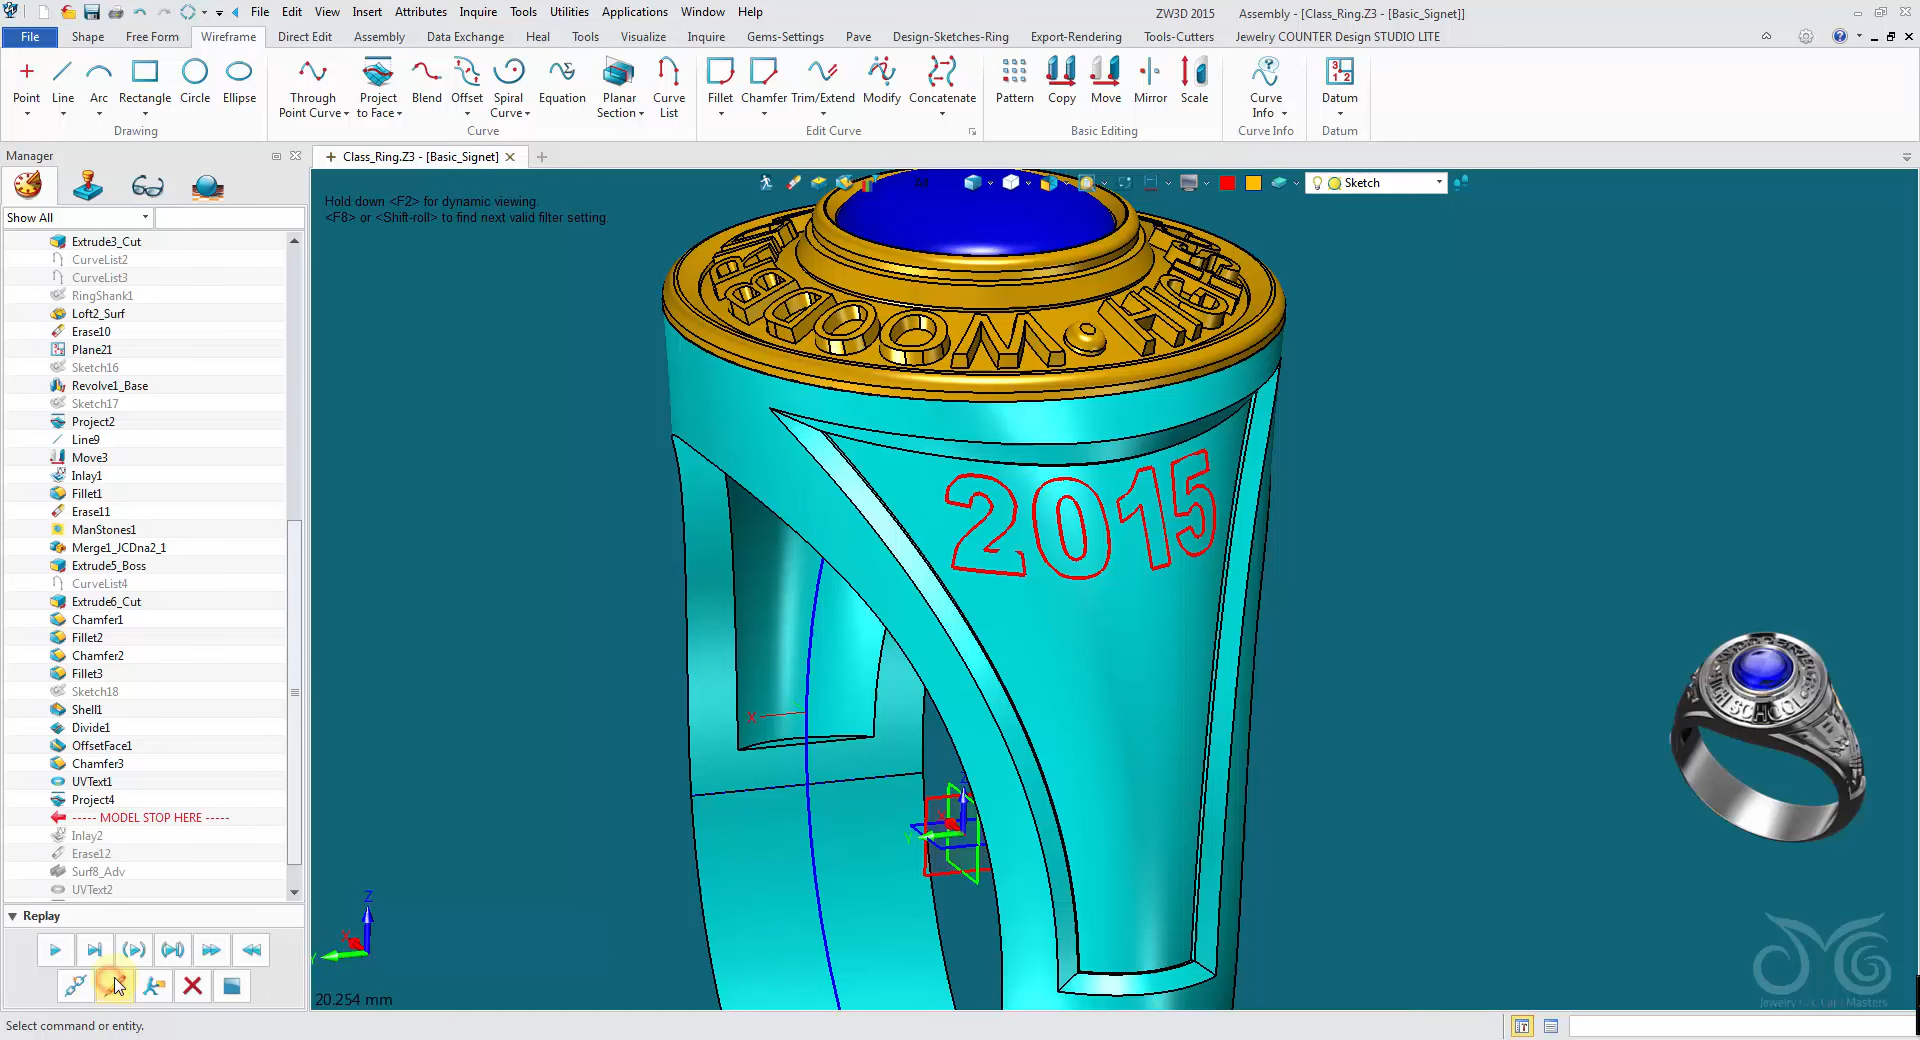 File Edit View Insert Attributes Inquire Tools Utilities Applications Window Help
ZW3D 2015 Assembly - [Class_Ring.Z3 - [Basic_Signet]]
File Shape Free Form Wireframe Direct Edit Assembly Data Exchange Heal Tools Visualize Inquire Gems-Settings Pave Design-Sketches-Ring Export-Rendering Tools-Cutters Jewelry COUNTER Design STUDIO LITE
Point Line Arc Rectangle Circle Ellipse Through Point Curve Project to Face Blend Offset Spiral Curve Equation Planar Section Curve List Fillet Chamfer Trim/Extend Modify Concatenate Pattern Copy Move Mirror Scale Curve Info Datum
Drawing Curve Edit Curve Basic Editing Curve Info Datum
Manager
Class_Ring.Z3 - [Basic_Signet]
Show All
Hold down <F2> for dynamic viewing.
<F8> or <Shift-roll> to find next valid filter setting.
Sketch
Extrude3_Cut
CurveList2
CurveList3
RingShank1
Loft2_Surf
Erase10
Plane21
Sketch16
Revolve1_Base
Sketch17
Project2
Line9
Move3
Inlay1
Fillet1
Erase11
ManStones1
Merge1_JCDna2_1
Extrude5_Boss
CurveList4
Extrude6_Cut
Chamfer1
Fillet2
Chamfer2
Fillet3
Sketch18
Shell1
Divide1
OffsetFace1
Chamfer3
UVText1
Project4
----- MODEL STOP HERE -----
Inlay2
Erase12
Surf8_Adv
UVText2
Replay
OOM HIGH
2015
X
Z
Y
Z
X
Y
20.254 mm
HIGH SCHOOL
Masters
Select command or entity.